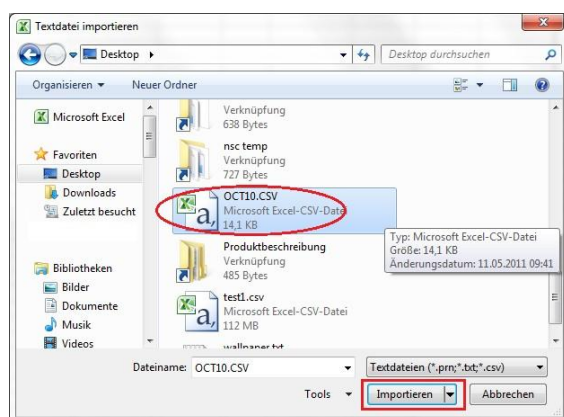 Textdatei importieren
Desktop
Desktop durchsuchen
Organisieren
Neuer Ordner
Microsoft Excel
Favoriten
Desktop
Downloads
Zuletzt besucht
Bibliotheken
Bilder
Dokumente
Musik
Videos
Verknüpfung
638 Bytes
nsc temp
Verknüpfung
727 Bytes
OCT10.CSV
Microsoft Excel-CSV-Datei
14,1 KB
Produktbeschreibung
Verknüpfung
485 Bytes
test1.csv
Microsoft Excel-CSV-Datei
112 MB
wallpaper.txt
Typ: Microsoft Excel-CSV-Datei
Größe: 14,1 KB
Änderungsdatum: 11.05.2011 09:41
Dateiname: OCT10.CSV
Textdateien (*.prn;*.txt;*.csv)
Tools
Importieren
Abbrechen